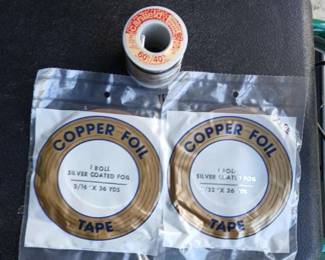 Canfield
60/40
COPPER FOIL
1 ROLL
SILVER COATED FOIL
3/16" X 36 YDS
TAPE
COPPER FOIL
1 ROLL
SILVER COATED FOIL
7/32" X 36 YDS
TAPE